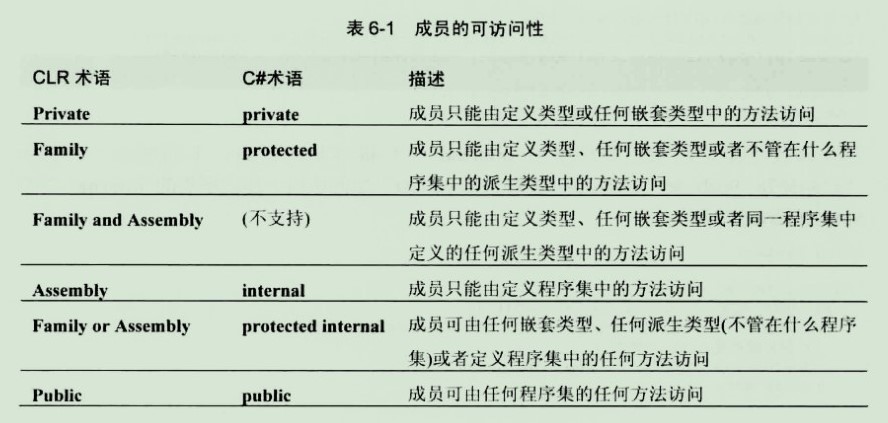 表 6-1 成员的可访问性
CLR 术语 C#术语 描述
Private private 成员只能由定义类型或任何嵌套类型中的方法访问
Family protected 成员只能由定义类型、任何嵌套类型或者不管在什么程
序集中的派生类型中的方法访问
Family and Assembly (不支持) 成员只能由定义类型、任何嵌套类型或者同一程序集中
定义的任何派生类型中的方法访问
Assembly internal 成员只能由定义程序集中的方法访问
Family or Assembly protected internal 成员可由任何嵌套类型、任何派生类型(不管在什么程序
集)或者定义程序集中的任何方法访问
Public public 成员可由任何程序集的任何方法访问